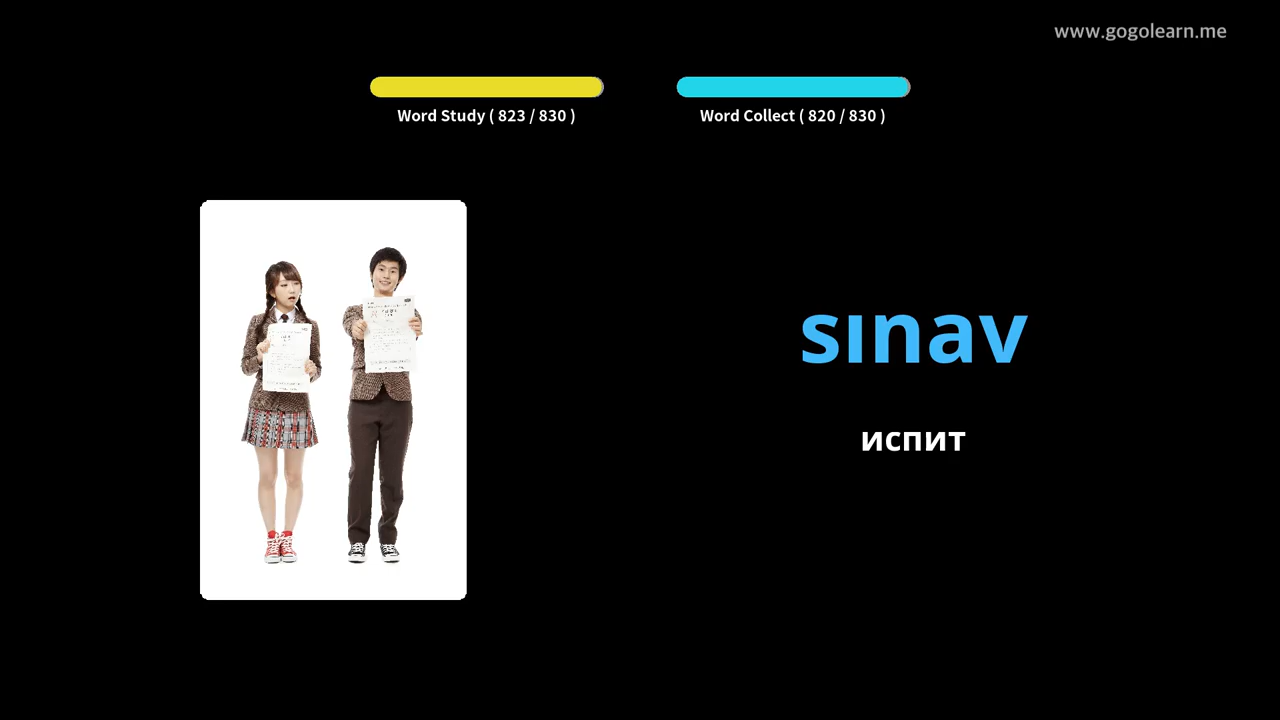 www.gogolearn.me
Word Study ( 823 / 830 )
Word Collect ( 820 / 830 )
sınav
испит